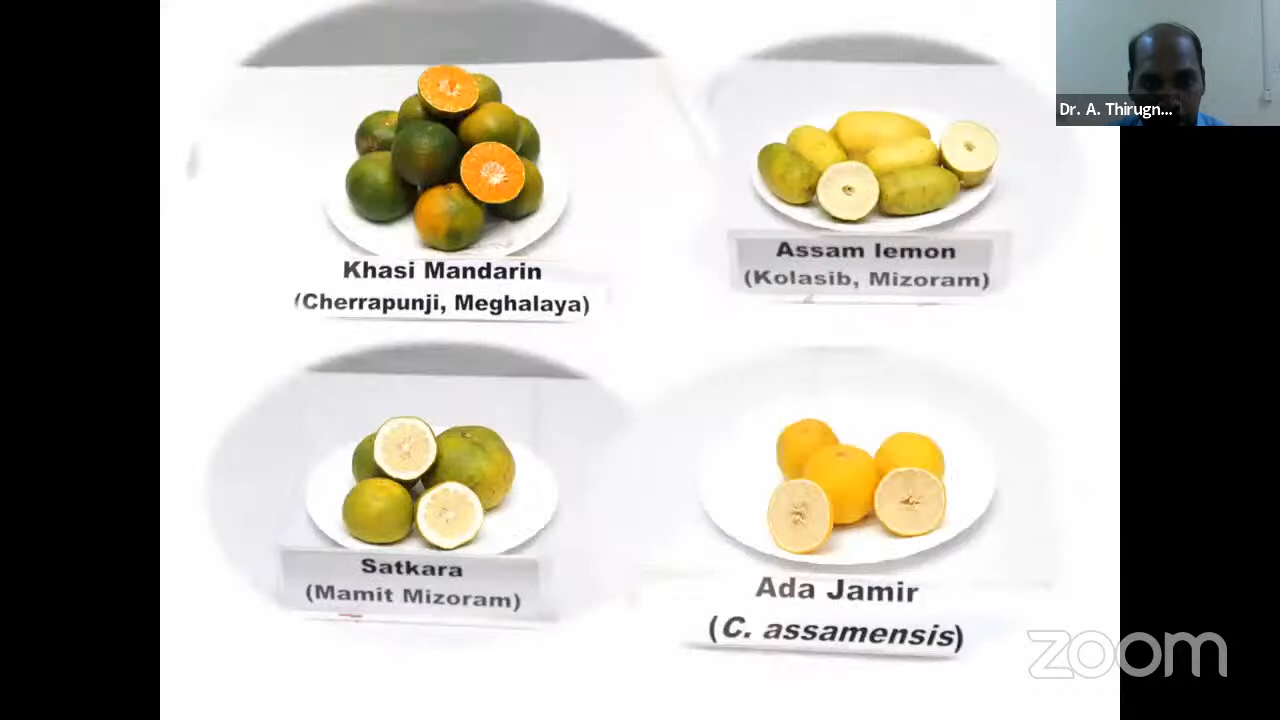 Dr. A. Thirugn...
Khasi Mandarin
(Cherrapunji, Meghalaya)
Assam lemon
(Kolasib, Mizoram)
Satkara
(Mamit Mizoram)
Ada Jamir
(C. assamensis)
zoom